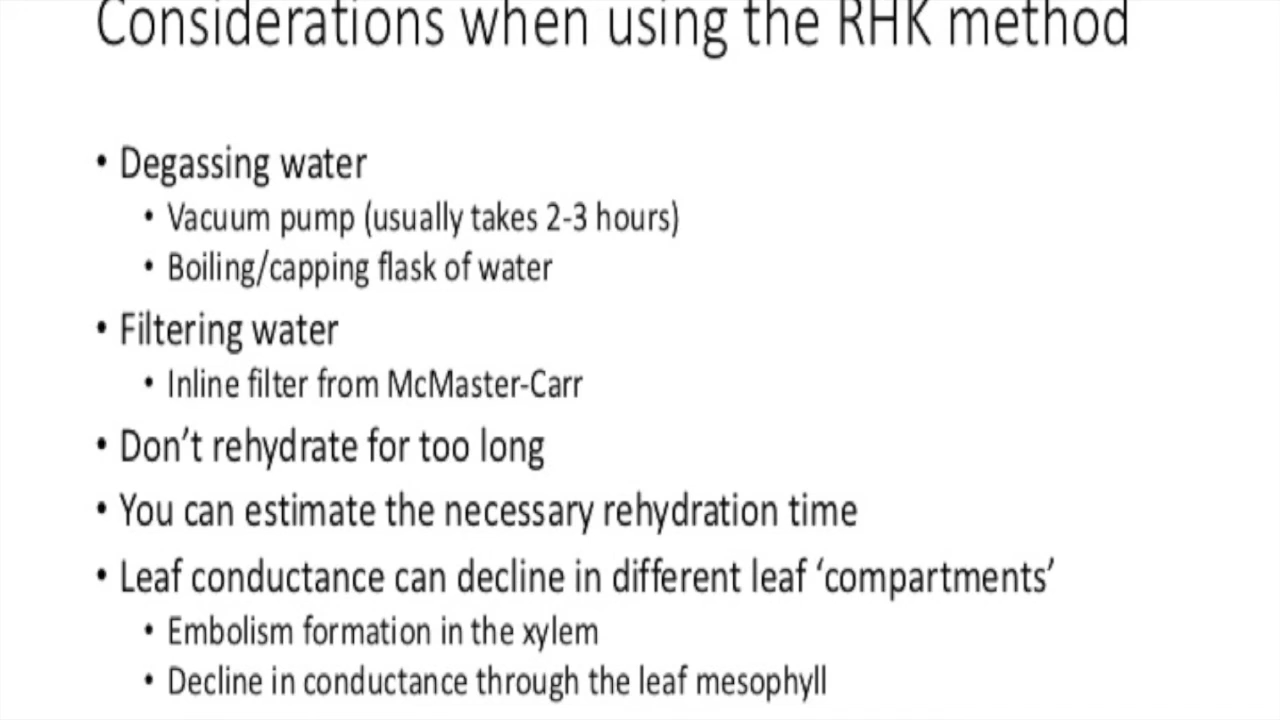 Considerations when using the RHK method
• Degassing water
• Vacuum pump (usually takes 2-3 hours)
• Boiling/capping flask of water
• Filtering water
• Inline filter from McMaster-Carr
• Don’t rehydrate for too long
• You can estimate the necessary rehydration time
• Leaf conductance can decline in different leaf ‘compartments’
• Embolism formation in the xylem
• Decline in conductance through the leaf mesophyll